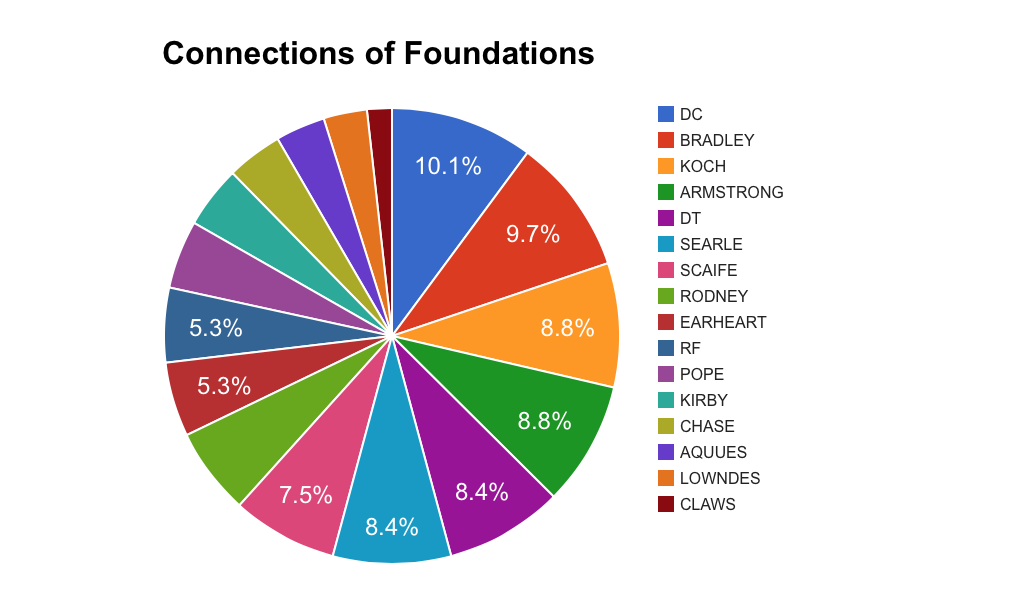 Connections of Foundations
10.1%
9.7%
8.8%
8.8%
8.4%
8.4%
7.5%
5.3%
5.3%
DC
BRADLEY
KOCH
ARMSTRONG
DT
SEARLE
SCAIFE
RODNEY
EARHEART
RF
POPE
KIRBY
CHASE
AQUUES
LOWNDES
CLAWS